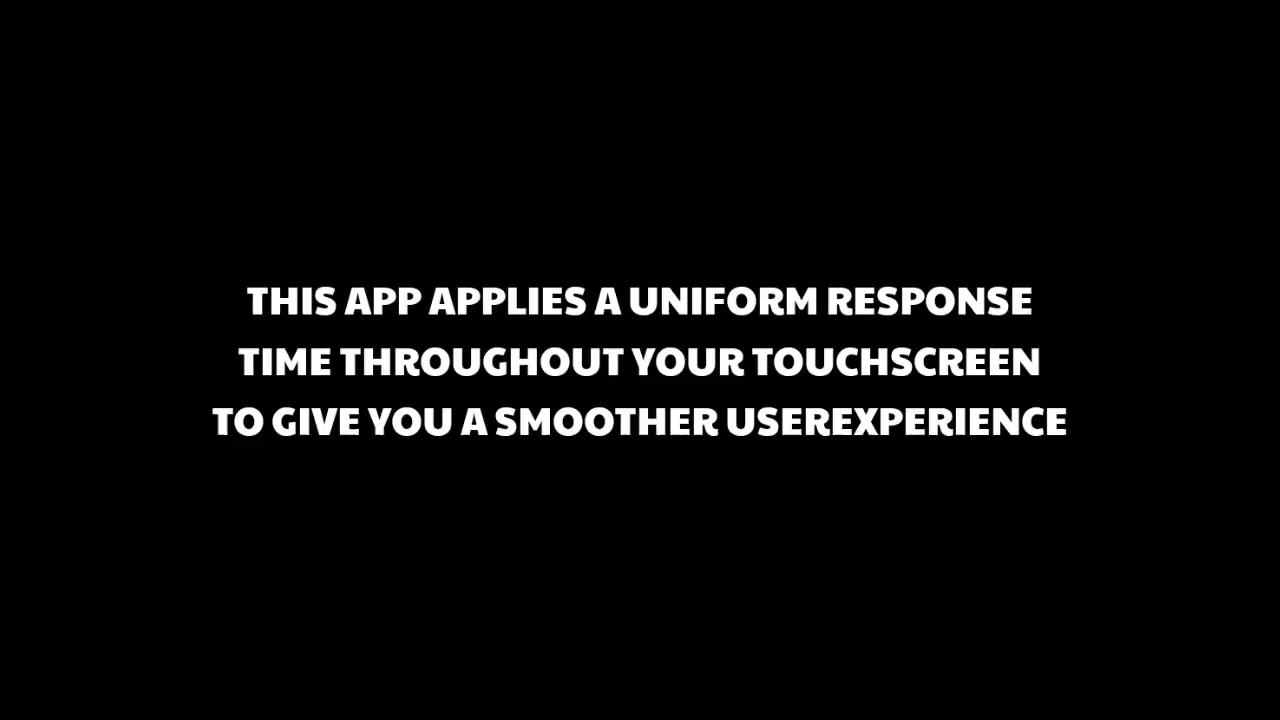 THIS APP APPLIES A UNIFORM RESPONSE
TIME THROUGHOUT YOUR TOUCHSCREEN
TO GIVE YOU A SMOOTHER USEREXPERIENCE